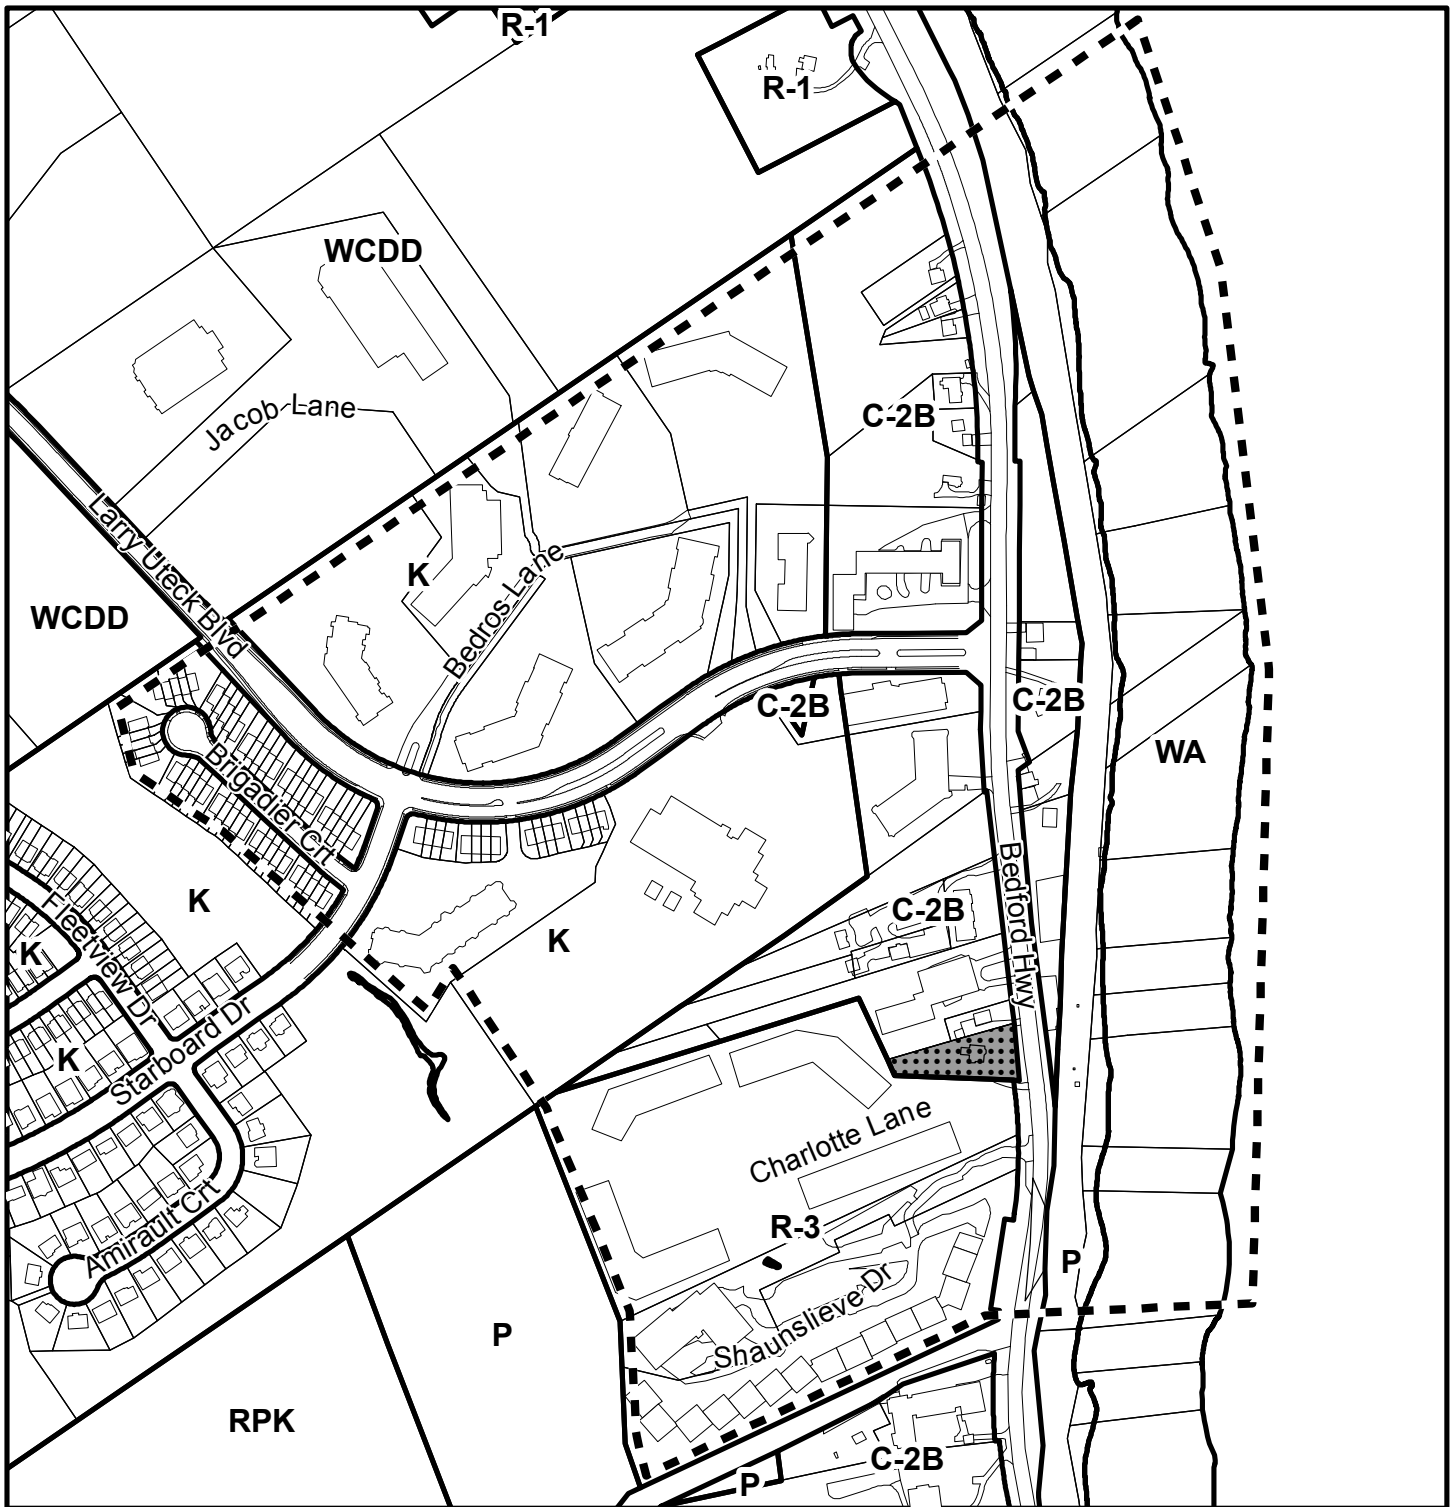 R-1
R-1
WCDD
Jacob Lane
C-2B
Larry Uteck Blvd
K
Bedros Lane
WCDD
C-2B
C-2B
WA
Brigadier Crt
Bedford Hwy
K
Fleetview Dr
C-2B
K
K
K
Starboard Dr
Charlotte Lane
Amirault Crt
R-3
P
Shaunslieve Dr
P
RPK
C-2B
P